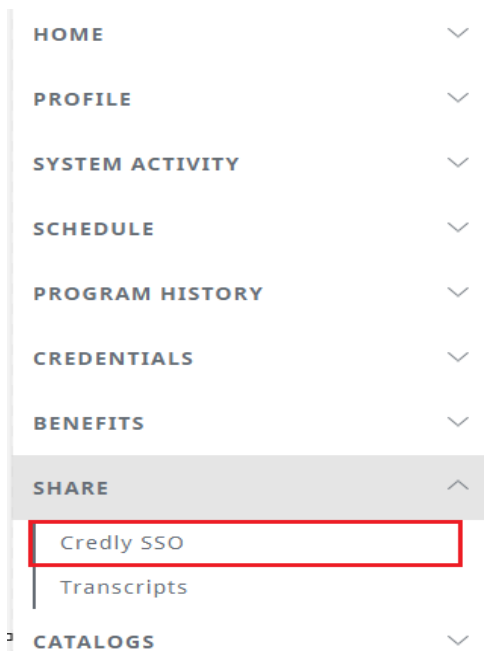 HOME
PROFILE
SYSTEM ACTIVITY
SCHEDULE
PROGRAM HISTORY
CREDENTIALS
BENEFITS
SHARE
Credly SSO
Transcripts
CATALOGS